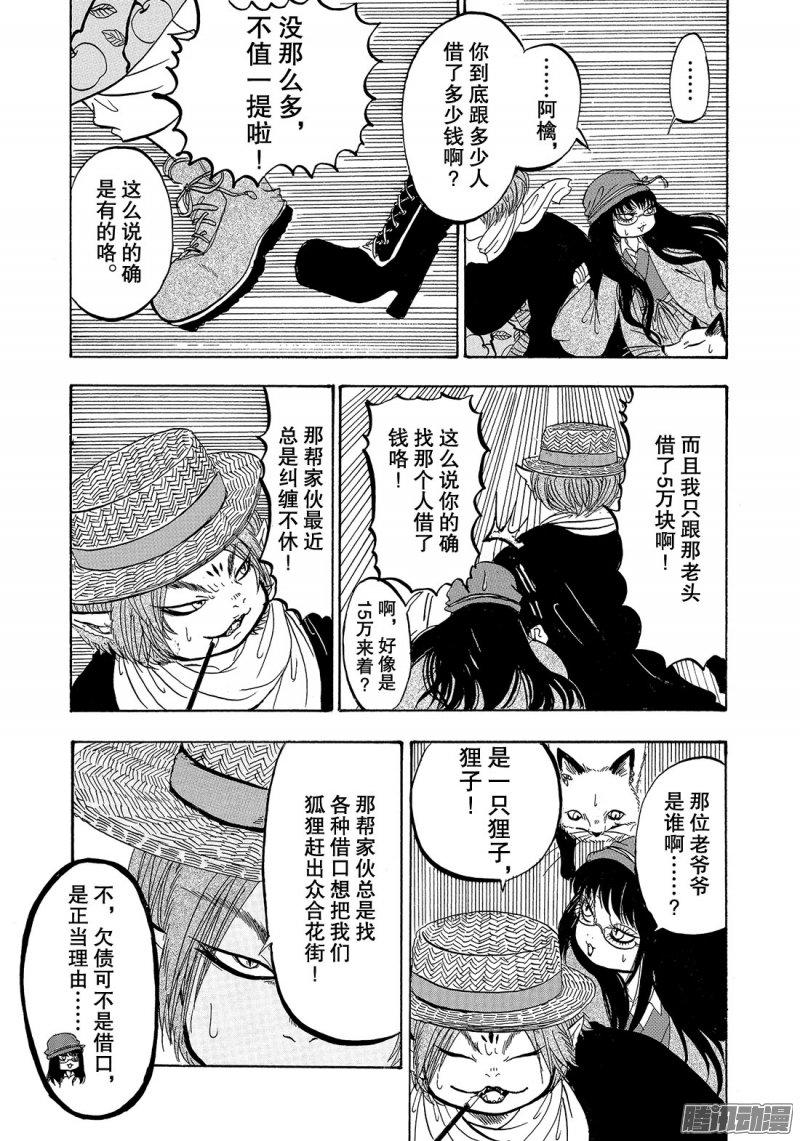 ……
……
阿檎，
你到底跟多少人
借了多少钱啊？
没那么多，
不值一提啦！
这么说的确
是有的咯。
而且我只跟那老头
借了5万块啊！
这么说你的确
找那个人借了
钱咯！
啊，好像是
15万来着？
那帮家伙最近
总是纠缠不休！
那位老爷爷
是谁啊……？
是一只狸子，
狸子！
那帮家伙总是找
各种借口想把我们
狐狸赶出众合花街！
不，欠债可不是借口，
是正当理由……
腾讯动漫